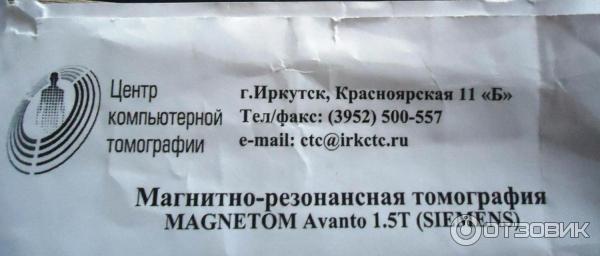 Центр
компьютерной
томографии
г.Иркутск, Красноярская 11 «Б»
Тел/факс: (3952) 500-557
e-mail: ctc@irkctc.ru
Магнитно-резонансная томография
MAGNETOM Avanto 1.5T (SIEMENS)
ОТЗОВИК